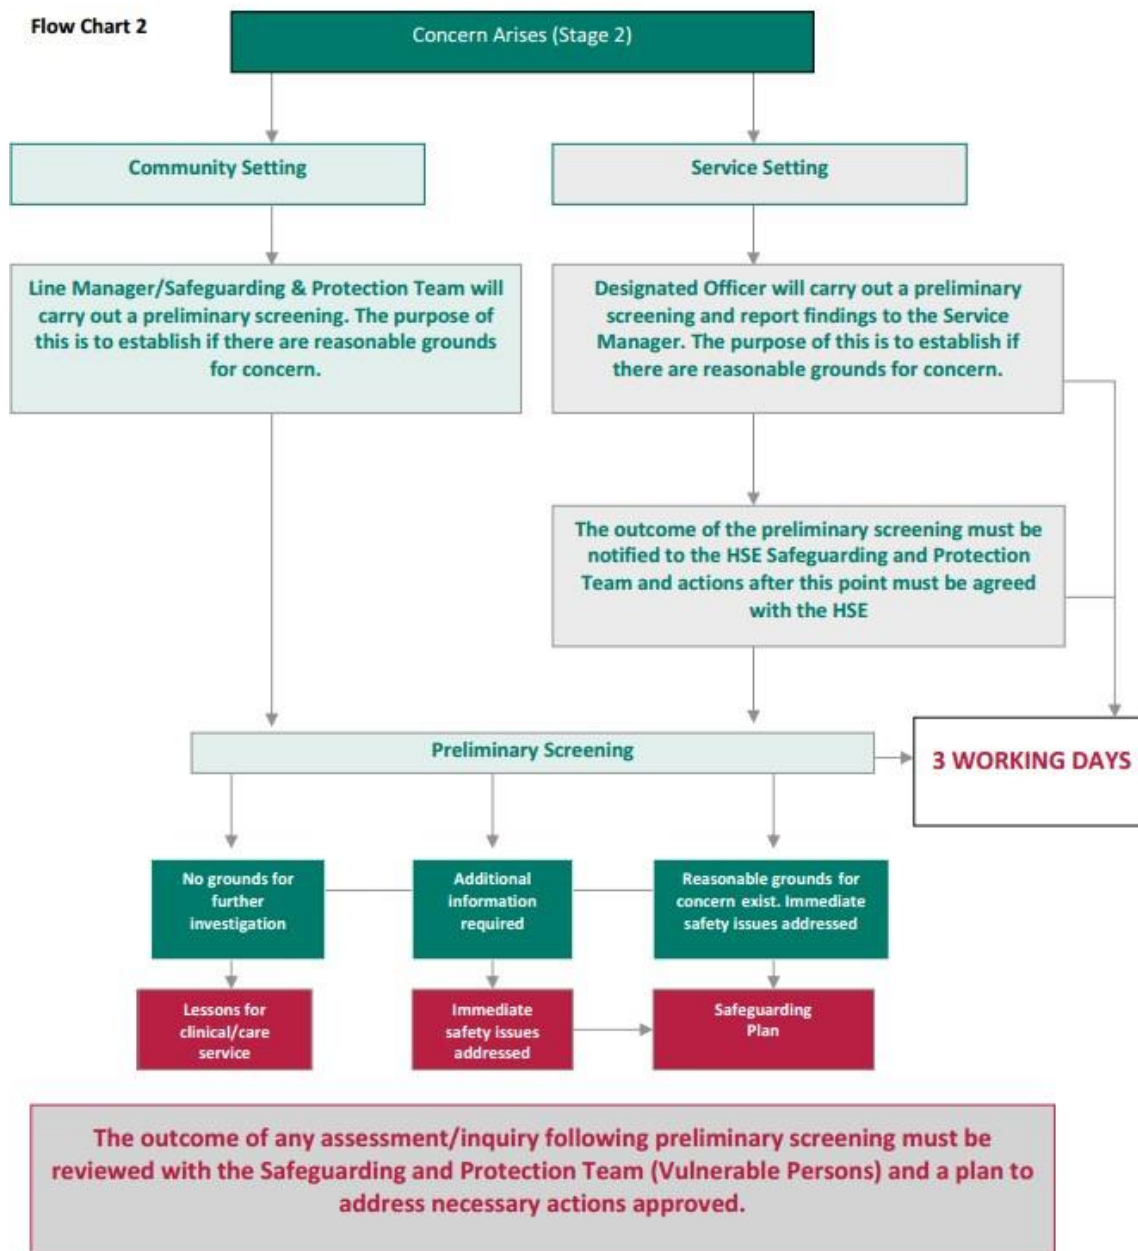 Flow Chart 2
Concern Arises (Stage 2)
Community Setting
Service Setting
Line Manager/Safeguarding & Protection Team will
carry out a preliminary screening. The purpose of
this is to establish if there are reasonable grounds
for concern.
Designated Officer will carry out a preliminary
screening and report findings to the Service
Manager. The purpose of this is to establish if
there are reasonable grounds for concern.
The outcome of the preliminary screening must be
notified to the HSE Safeguarding and Protection
Team and actions after this point must be agreed
with the HSE
Preliminary Screening
3 WORKING DAYS
No grounds for
further
investigation
Additional
information
required
Reasonable grounds for
concern exist. Immediate
safety issues addressed
Lessons for
clinical/care
service
Immediate
safety issues
addressed
Safeguarding
Plan
The outcome of any assessment/inquiry following preliminary screening must be
reviewed with the Safeguarding and Protection Team (Vulnerable Persons) and a plan to
address necessary actions approved.